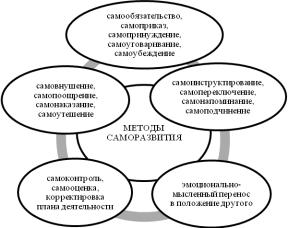 самообязательство,
самоприказ,
самопринуждение,
самоуговаривание,
самоубеждение
самовнушение,
самопоощрение,
самонаказание,
самоутешение
самоинструктирование,
самопереключение,
самонапоминание,
самоподчинение
МЕТОДЫ
САМОРАЗВИТИЯ
самоконтроль,
самооценка,
корректировка
плана деятельности
эмоционально-
мысленный перенос
в положение другого